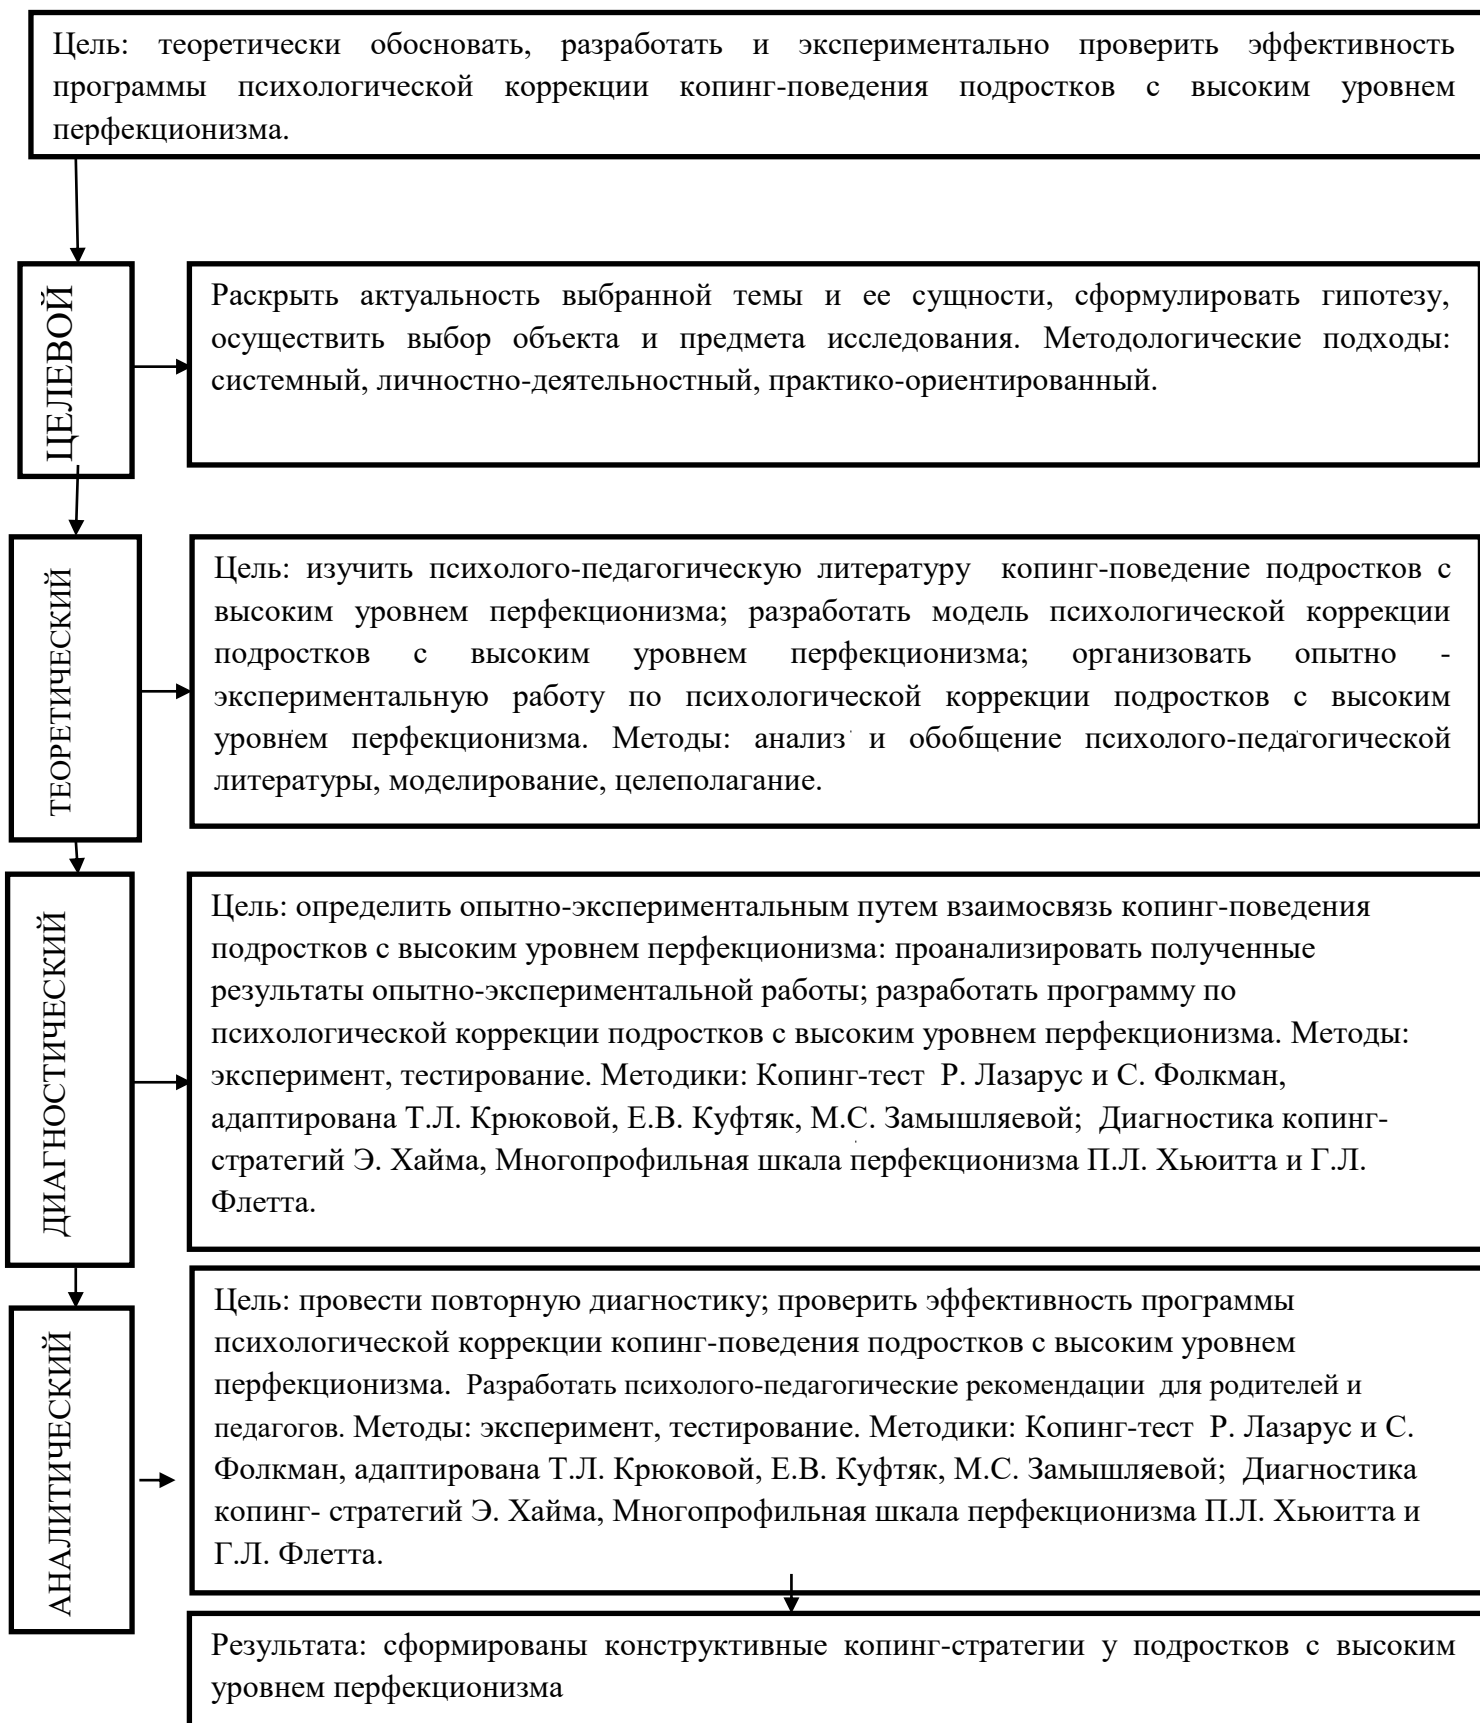 Цель: теоретически обосновать, разработать и экспериментально проверить эффективность
программы психологической коррекции копинг-поведения подростков с высоким уровнем
перфекционизма.
ЦЕЛЕВОЙ
Раскрыть актуальность выбранной темы и ее сущности, сформулировать гипотезу,
осуществить выбор объекта и предмета исследования. Методологические подходы:
системный, личностно-деятельностный, практико-ориентированный.
ТЕОРЕТИЧЕСКИЙ
Цель: изучить психолого-педагогическую литературу копинг-поведение подростков с
высоким уровнем перфекционизма; разработать модель психологической коррекции
подростков с высоким уровнем перфекционизма; организовать опытно -
экспериментальную работу по психологической коррекции подростков с высоким
уровнем перфекционизма. Методы: анализ и обобщение психолого-педагогической
литературы, моделирование, целеполагание.
ДИАГНОСТИЧЕСКИЙ
Цель: определить опытно-экспериментальным путем взаимосвязь копинг-поведения
подростков с высоким уровнем перфекционизма: проанализировать полученные
результаты опытно-экспериментальной работы; разработать программу по
психологической коррекции подростков с высоким уровнем перфекционизма. Методы:
эксперимент, тестирование. Методики: Копинг-тест Р. Лазарус и С. Фолкман,
адаптирована Т.Л. Крюковой, Е.В. Куфтяк, М.С. Замышляевой; Диагностика копинг-
стратегий Э. Хайма, Многопрофильная шкала перфекционизма П.Л. Хьюитта и Г.Л.
Флетта.
АНАЛИТИЧЕСКИЙ
Цель: провести повторную диагностику; проверить эффективность программы
психологической коррекции копинг-поведения подростков с высоким уровнем
перфекционизма. Разработать психолого-педагогические рекомендации для родителей и
педагогов. Методы: эксперимент, тестирование. Методики: Копинг-тест Р. Лазарус и С.
Фолкман, адаптирована Т.Л. Крюковой, Е.В. Куфтяк, М.С. Замышляевой; Диагностика
копинг- стратегий Э. Хайма, Многопрофильная шкала перфекционизма П.Л. Хьюитта и
Г.Л. Флетта.
Результата: сформированы конструктивные копинг-стратегии у подростков с высоким
уровнем перфекционизма